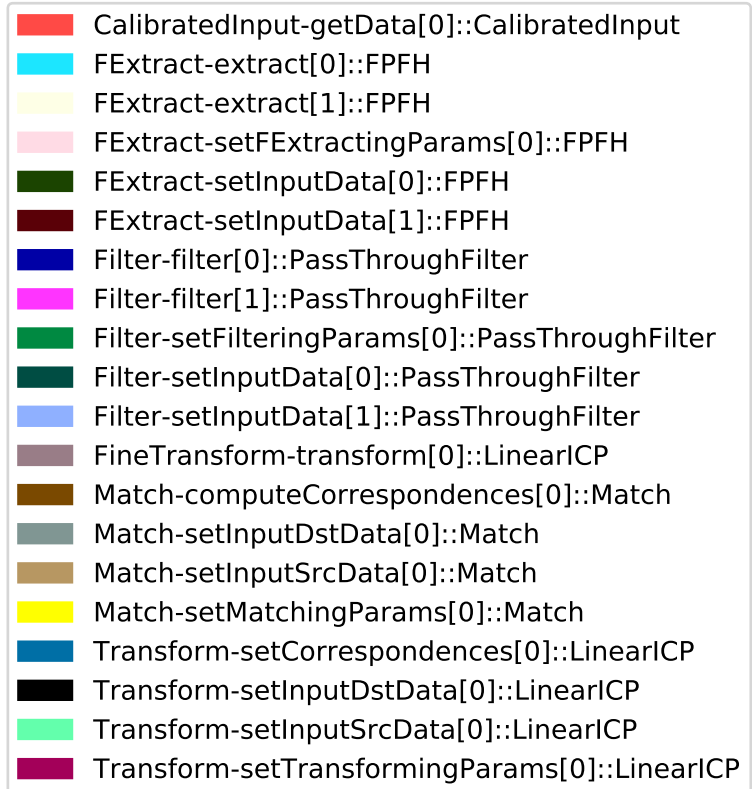 CalibratedInput-getData[0]::CalibratedInput
FExtract-extract[0]::FPFH
FExtract-extract[1]::FPFH
FExtract-setFExtractingParams[0]::FPFH
FExtract-setInputData[0]::FPFH
FExtract-setInputData[1]::FPFH
Filter-filter[0]::PassThroughFilter
Filter-filter[1]::PassThroughFilter
Filter-setFilteringParams[0]::PassThroughFilter
Filter-setInputData[0]::PassThroughFilter
Filter-setInputData[1]::PassThroughFilter
FineTransform-transform[0]::LinearICP
Match-computeCorrespondences[0]::Match
Match-setInputDstData[0]::Match
Match-setInputSrcData[0]::Match
Match-setMatchingParams[0]::Match
Transform-setCorrespondences[0]::LinearICP
Transform-setInputDstData[0]::LinearICP
Transform-setInputSrcData[0]::LinearICP
Transform-setTransformingParams[0]::LinearICP